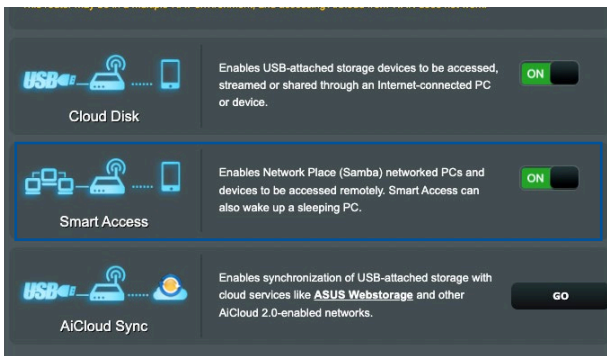 USB
Cloud Disk
Enables USB-attached storage devices to be accessed,
streamed or shared through an Internet-connected PC
or device.
ON
Smart Access
Enables Network Place (Samba) networked PCs and
devices to be accessed remotely. Smart Access can
also wake up a sleeping PC.
ON
USB
AiCloud Sync
Enables synchronization of USB-attached storage with
cloud services like ASUS Webstorage and other
AiCloud 2.0-enabled networks.
GO